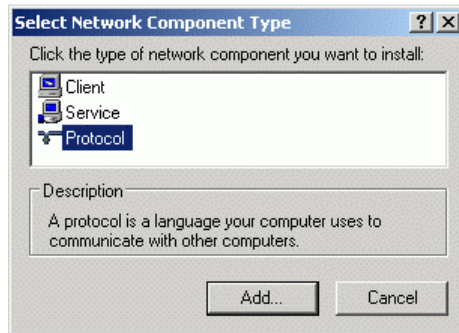 Select Network Component Type
Click the type of network component you want to install:
Client
Service
Protocol
Description
A protocol is a language your computer uses to
communicate with other computers.
Add... Cancel